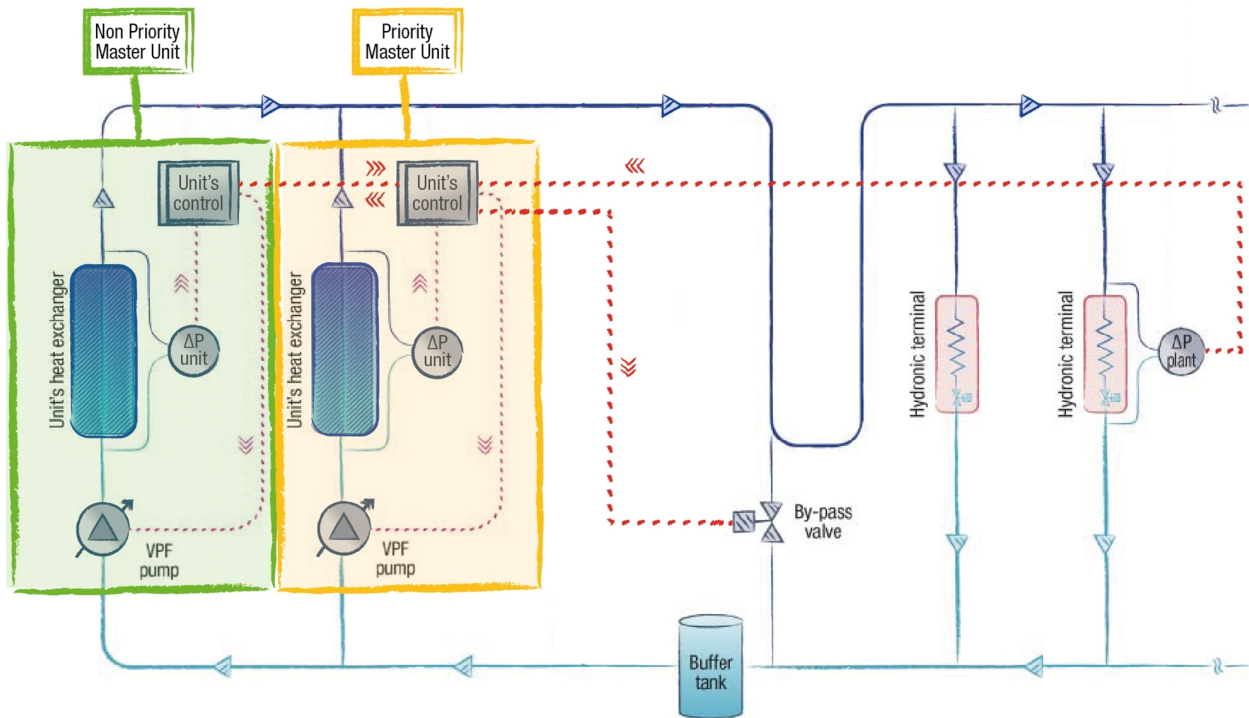 Non Priority
Master Unit
Priority
Master Unit
Unit's
control
Unit's
control
Unit's heat exchanger
Unit's heat exchanger
ΔP
unit
ΔP
unit
Hydronic terminal
Hydronic terminal
ΔP
plant
VPF
pump
VPF
pump
By-pass
valve
Buffer
tank